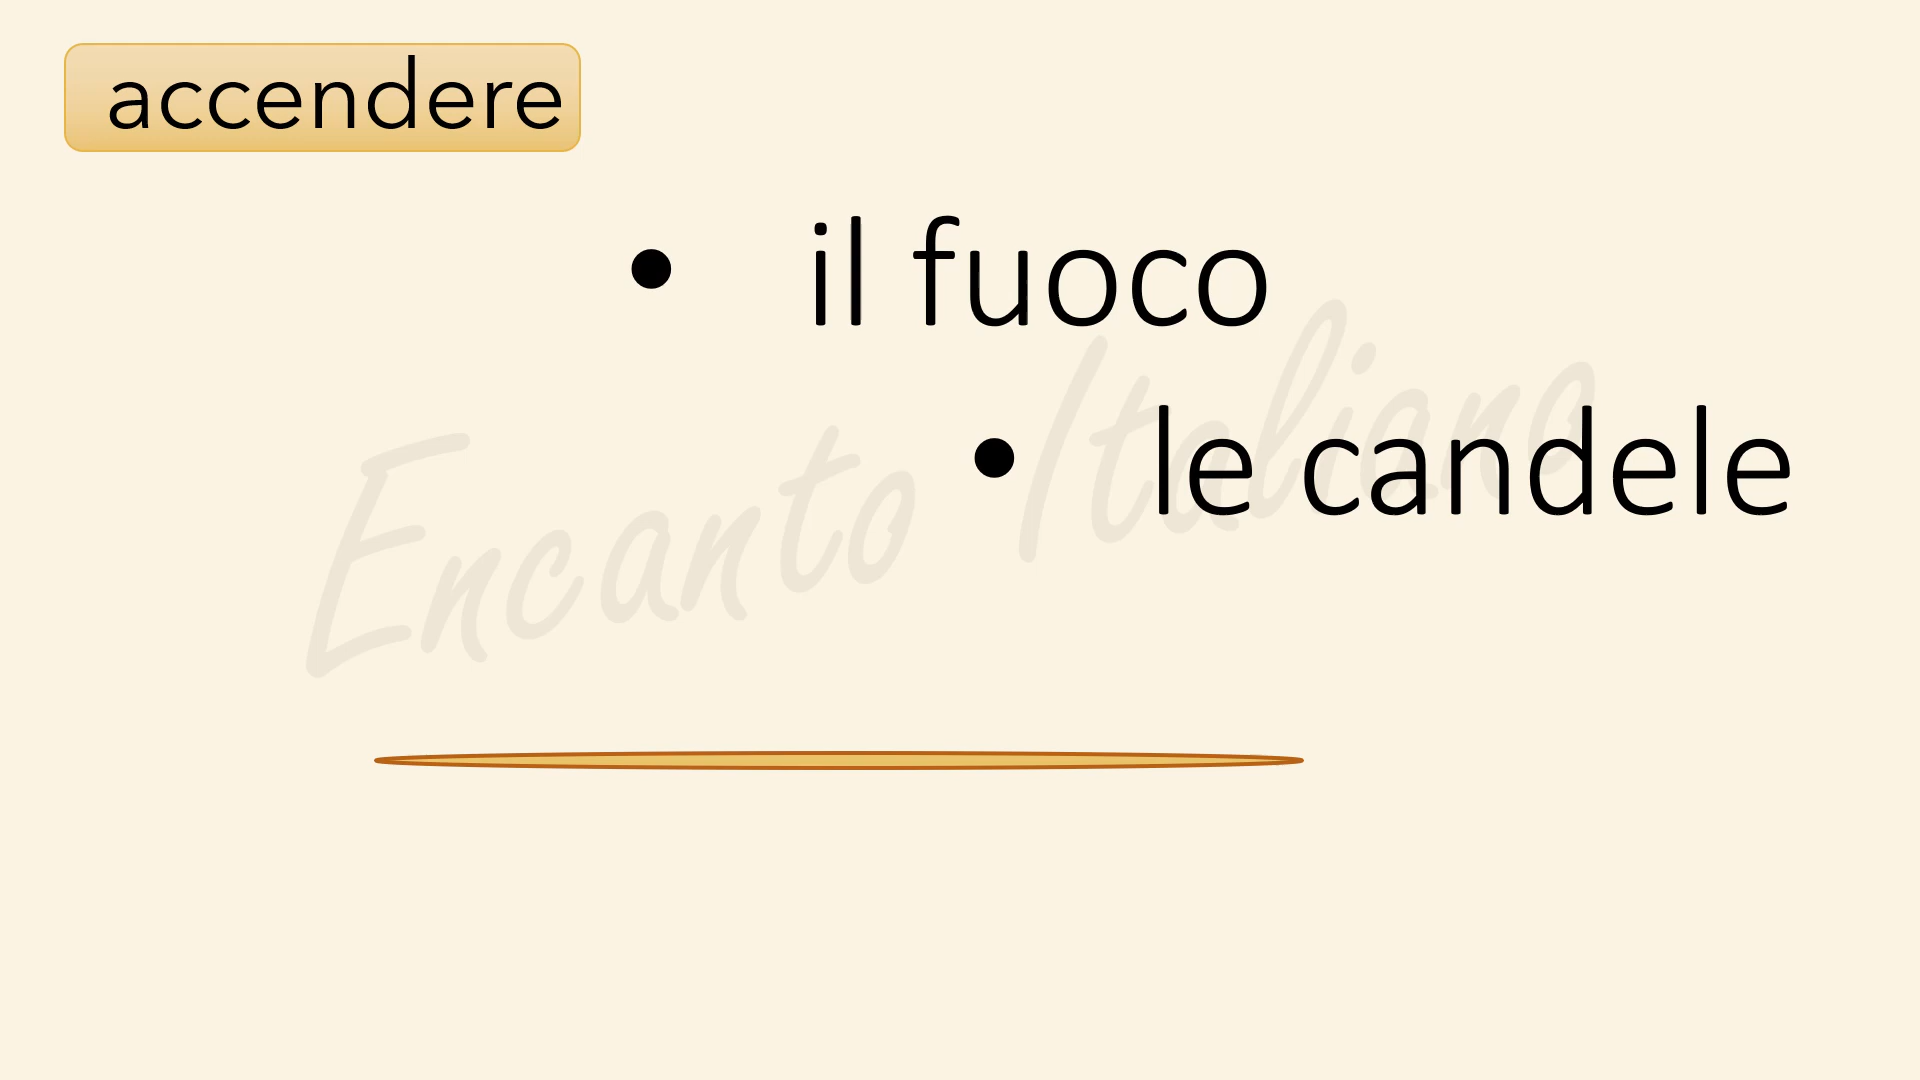 accendere
• il fuoco
• le candele
Encanto Italiano